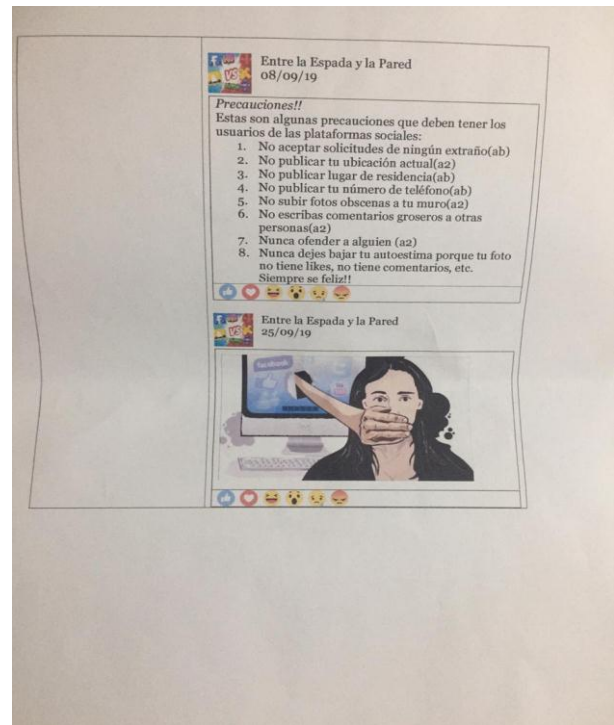 Entre la Espada y la Pared
08/09/19
Precauciones!!
Estas son algunas precauciones que deben tener los
usuarios de las plataformas sociales:
1. No aceptar solicitudes de ningún extraño(ab)
2. No publicar tu ubicación actual(a2)
3. No publicar lugar de residencia(ab)
4. No publicar tu número de teléfono(ab)
5. No subir fotos obscenas a tu muro(a2)
6. No escribas comentarios groseros a otras
personas(a2)
7. Nunca ofender a alguien (a2)
8. Nunca dejes bajar tu autoestima porque tu foto
no tiene likes, no tiene comentarios, etc.
Siempre se feliz!!
Entre la Espada y la Pared
25/09/19